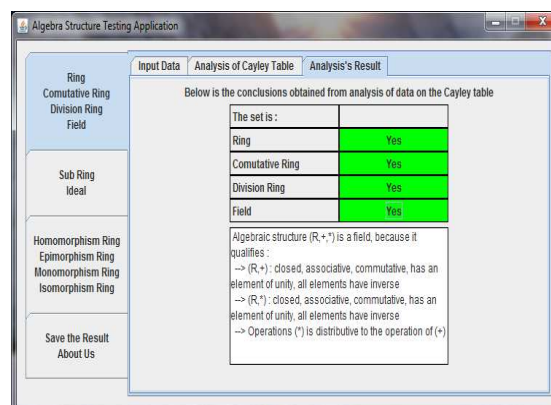 Algebra Structure Testing Application
Input Data
Analysis of Cayley Table
Analysis's Result
Ring
Comutative Ring
Division Ring
Field
Sub Ring
Ideal
Homomorphism Ring
Epimorphism Ring
Monomorphism Ring
Isomorphism Ring
Save the Result
About Us
Below is the conclusions obtained from analysis of data on the Cayley table
The set is :
Ring Yes
Comutative Ring Yes
Division Ring Yes
Field Yes
Algebraic structure (R,+,*) is a field, because it
qualifies :
--> (R,+) : closed, associative, commutative, has an
element of unity, all elements have inverse
--> (R,*) : closed, associative, commutative, has an
element of unity, all elements have inverse
--> Operations (*) is distributive to the operation of (+)